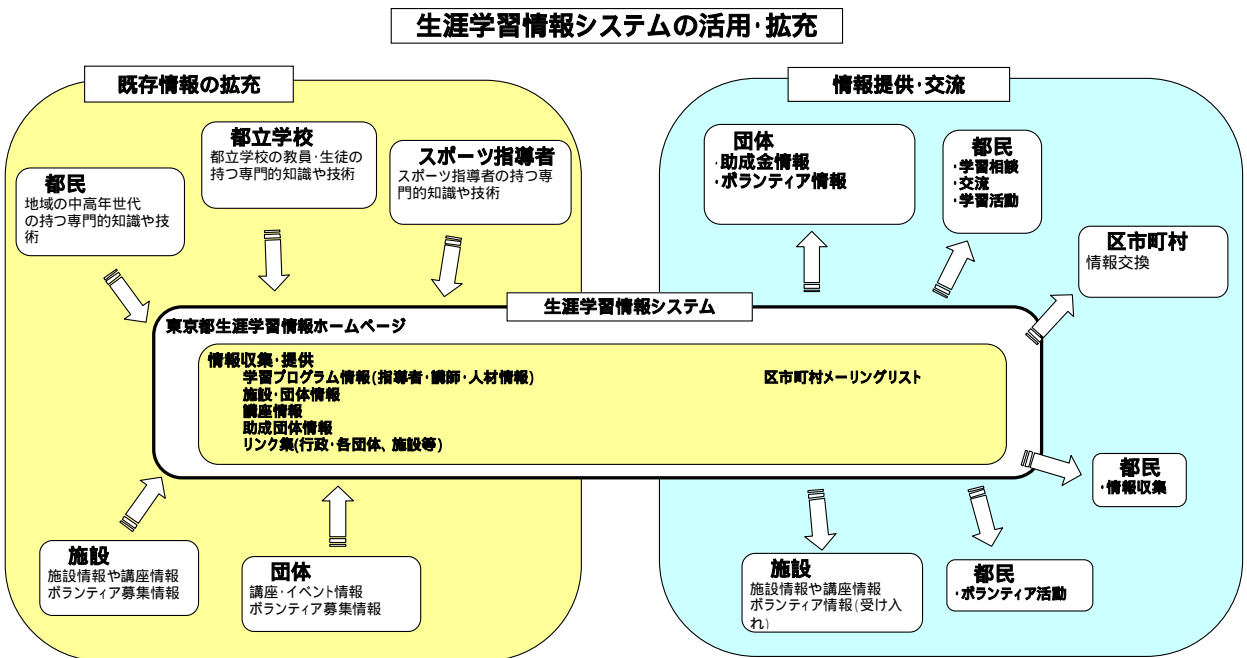 生涯学習情報システムの活用・拡充
既存情報の拡充
都民
地域の中高年世代
の持つ専門的知識や技
術
都立学校
都立学校の教員・生徒の
持つ専門的知識や技術
スポーツ指導者
スポーツ指導者の持つ専
門的知識や技術
情報提供・交流
団体
・助成金情報
・ボランティア情報
都民
・学習相談
・交流
・学習活動
区市町村
情報交換
生涯学習情報システム
東京都生涯学習情報ホームページ
情報収集・提供
学習プログラム情報(指導者・講師・人材情報)
施設・団体情報
講座情報
助成団体情報
リンク集(行政・各団体、施設等)
区市町村メーリングリスト
施設
施設情報や講座情報
ボランティア募集情報
団体
講座・イベント情報
ボランティア募集情報
施設
施設情報や講座情報
ボランティア情報(受け入
れ)
都民
・ボランティア活動
都民
・情報収集